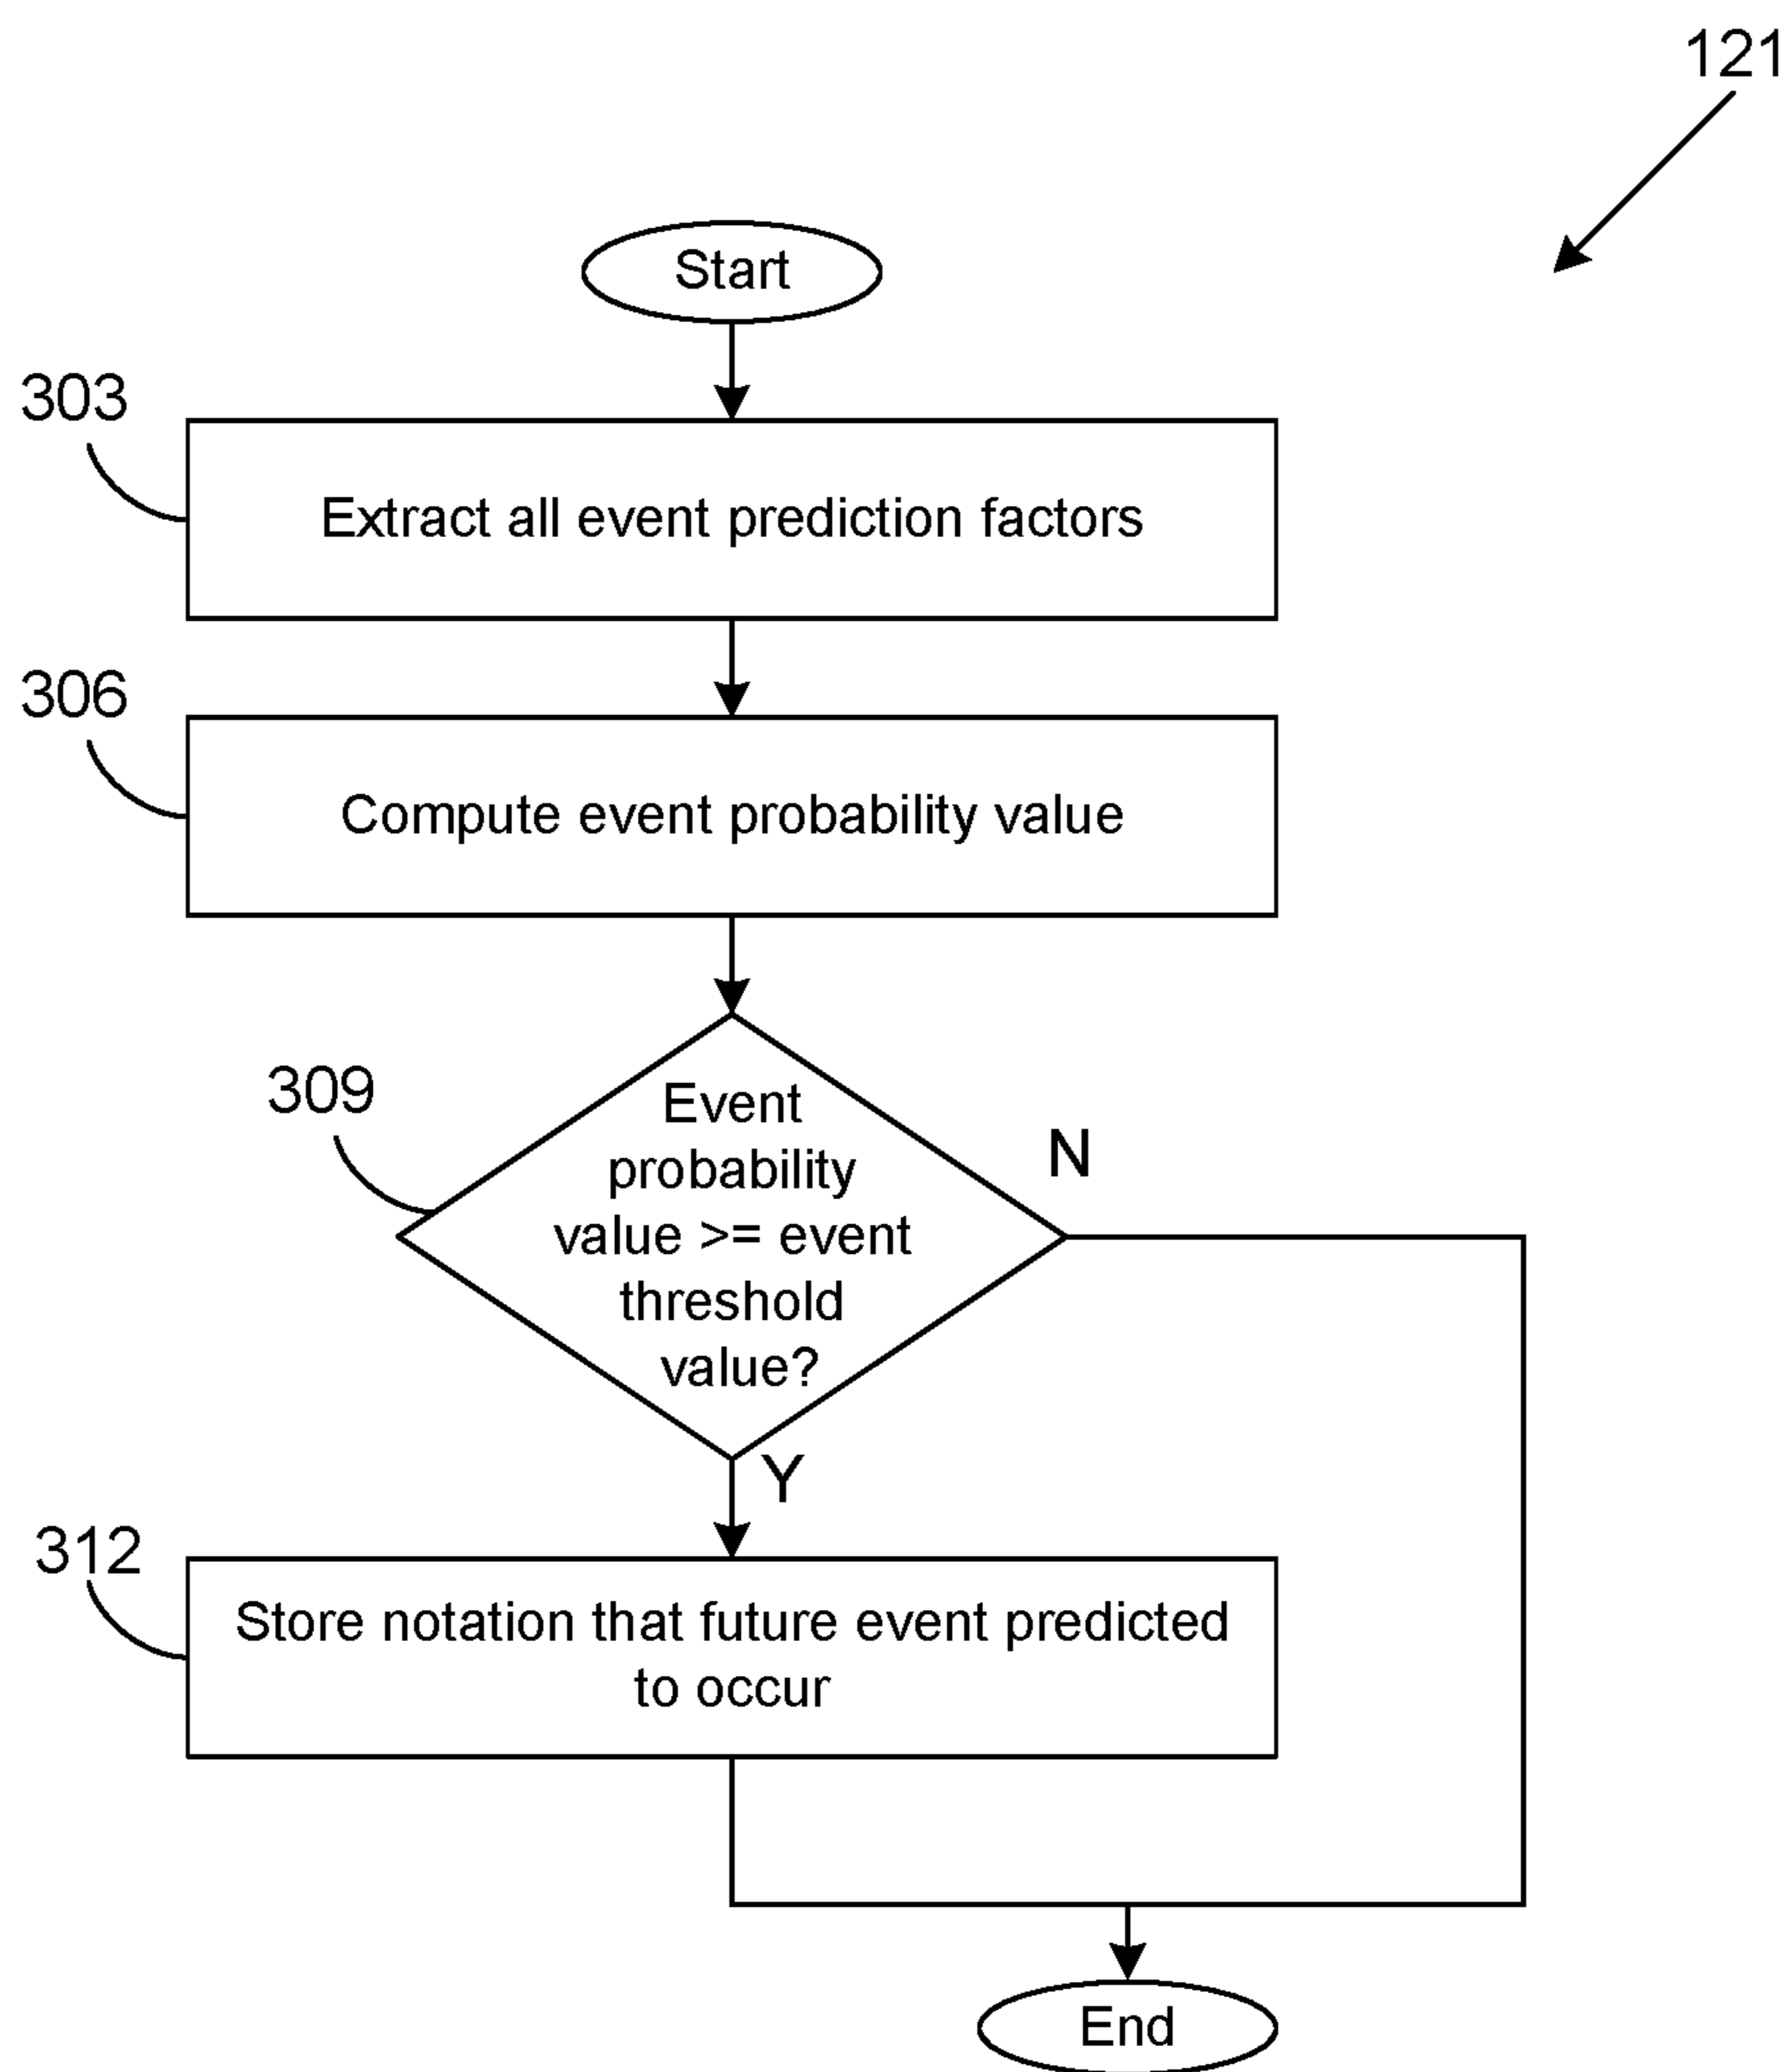 121
Start
303
Extract all event prediction factors
306
Compute event probability value
309
Event
probability
value >= event
threshold
value?
N
Y
312
Store notation that future event predicted
to occur
End